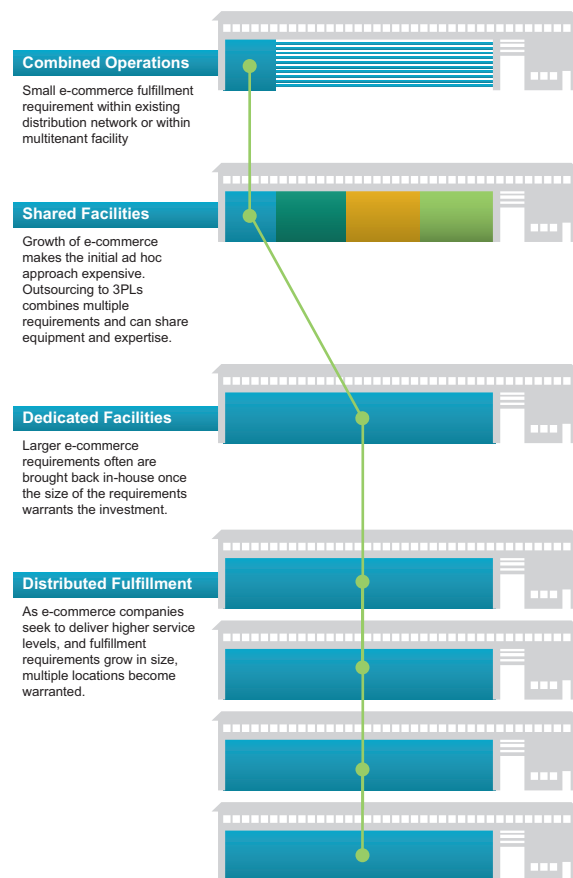 Combined Operations
Small e-commerce fulfillment
requirement within existing
distribution network or within
multitenant facility
Shared Facilities
Growth of e-commerce
makes the initial ad hoc
approach expensive.
Outsourcing to 3PLs
combines multiple
requirements and can share
equipment and expertise.
Dedicated Facilities
Larger e-commerce
requirements often are
brought back in-house once
the size of the requirements
warrants the investment.
Distributed Fulfillment
As e-commerce companies
seek to deliver higher service
levels, and fulfillment
requirements grow in size,
multiple locations become
warranted.